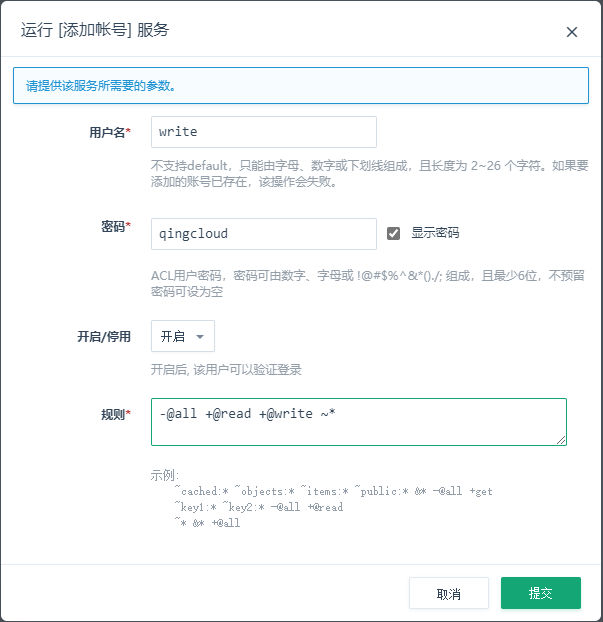 运行 [添加帐号] 服务
请提供该服务所需要的参数。
用户名*
write
不支持default，只能由字母、数字或下划线组成，且长度为 2~26 个字符。如果要
添加的账号已存在，该操作会失败。
密码*
qingcloud
显示密码
ACL用户密码，密码可由数字、字母或 !@#$%^&*()./; 组成，且最少6位，不预留
密码可设为空
开启/停用
开启
开启后, 该用户可以验证登录
规则*
-@all +@read +@write ~*
示例:
~cached:* ~objects:* ~items:* ~public:* &* -@all +get
~key1:* ~key2:* -@all +@read
~* &* +@all
取消
提交